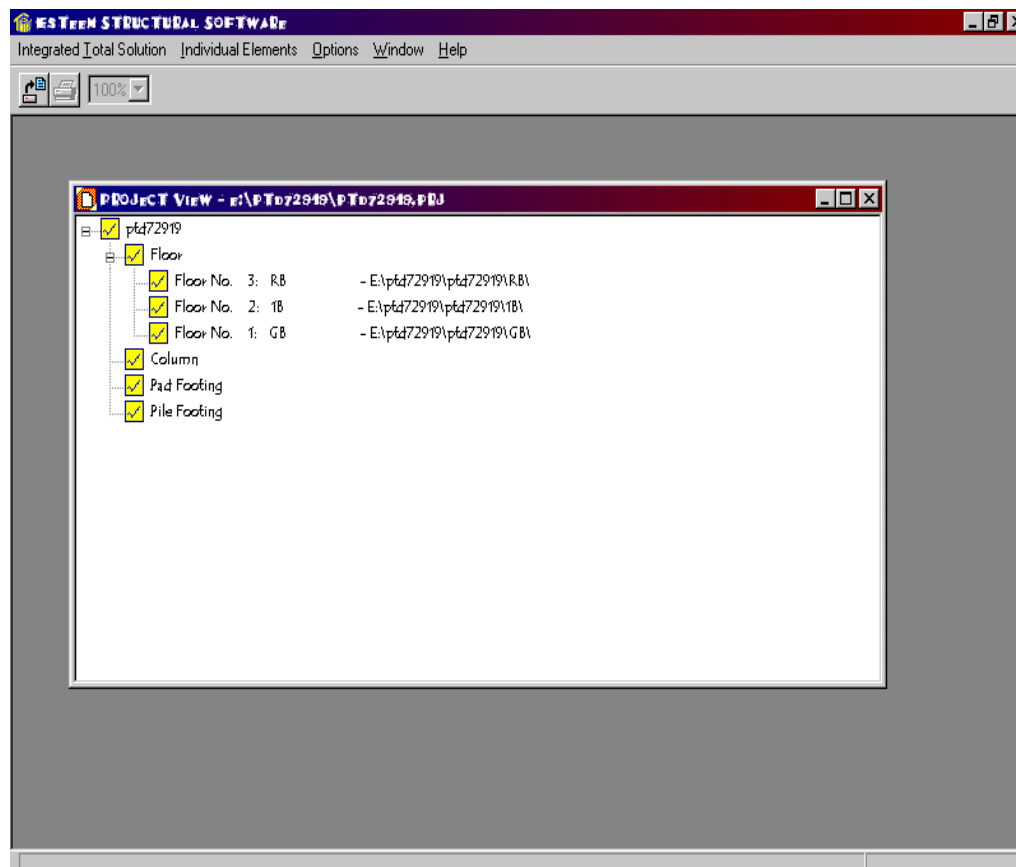 ESTEEM STRUCTURAL SOFTWARE
Integrated Total Solution Individual Elements Options Window Help
100%
PROJECT VIEW - E:\PTD72919\PTD72919.PRJ
ptd72919
Floor
Floor No. 3: RB - E:\ptd72919\ptd72919\RB\
Floor No. 2: 1B - E:\ptd72919\ptd72919\1B\
Floor No. 1: GB - E:\ptd72919\ptd72919\GB\
Column
Pad Footing
Pile Footing